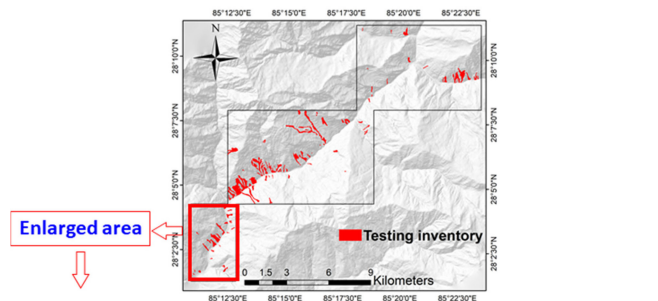 85°12'30"E 85°15'0"E 85°17'30"E 85°20'0"E 85°22'30"E
N
28°10'0"N 28°10'0"N
28°7'30"N 28°7'30"N
28°5'0"N 28°5'0"N
Enlarged area
Testing inventory
28°2'30"N 28°2'30"N
0 1.5 3 6 9
Kilometers
85°12'30"E 85°15'0"E 85°17'30"E 85°20'0"E 85°22'30"E